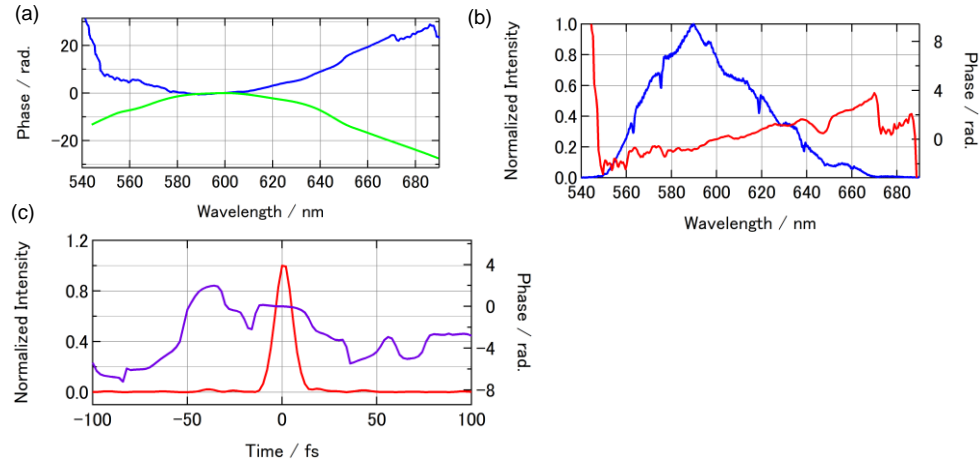 (a)
Phase / rad.
20
0
-20
540 560 580 600 620 640 660 680
Wavelength / nm
(b)
Normalized Intensity
1.0
0.8
0.6
0.4
0.2
0.0
8
4
0
Phase / rad.
540 560 580 600 620 640 660 680
Wavelength / nm
(c)
Normalized Intensity
1.2
0.8
0.4
0.0
4
0
-4
-8
Phase / rad.
-100 -50 0 50 100
Time / fs